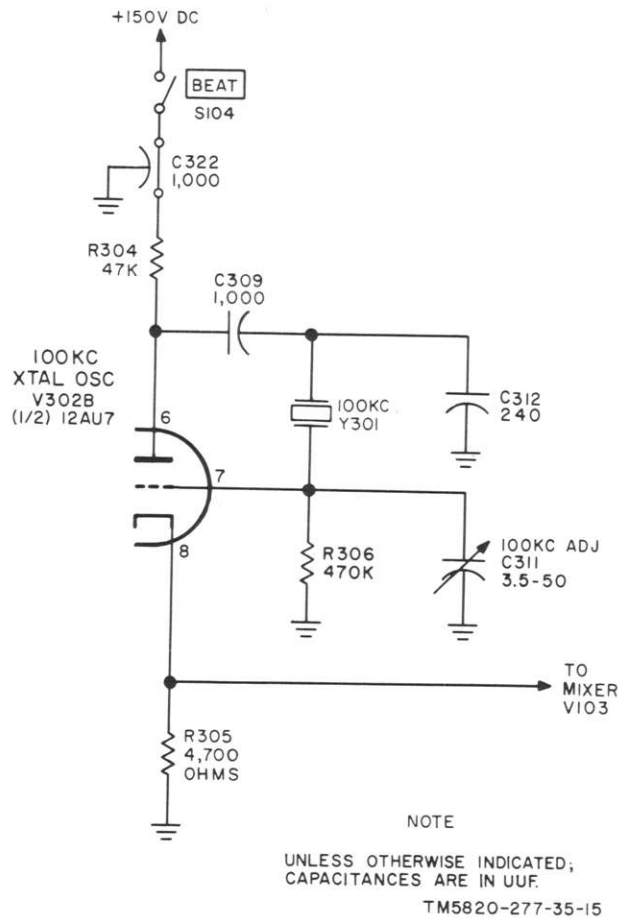 +150V DC
BEAT
S104
C322
1,000
R304
47K
C309
1,000
100KC
XTAL OSC
V302B
(1/2) 12AU7
6
7
8
100KC
Y301
C312
240
R306
470K
100KC ADJ
C311
3.5-50
TO
MIXER
V103
R305
4,700
OHMS
NOTE
UNLESS OTHERWISE INDICATED;
CAPACITANCES ARE IN UUF.
TM5820-277-35-15